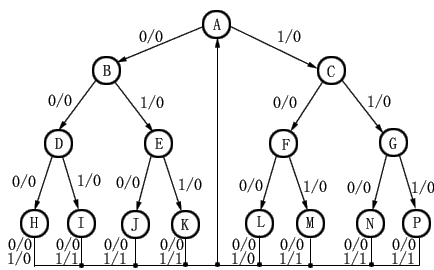 A
0/0 1/0
B C
0/0 1/0 0/0 1/0
D E F G
0/0 1/0 0/0 1/0 0/0 1/0 0/0 1/0
H I J K L M N P
0/0 0/0 0/0 0/0 0/0 0/0 0/0 0/0
1/0 1/1 1/1 1/1 1/0 1/1 1/1 1/1